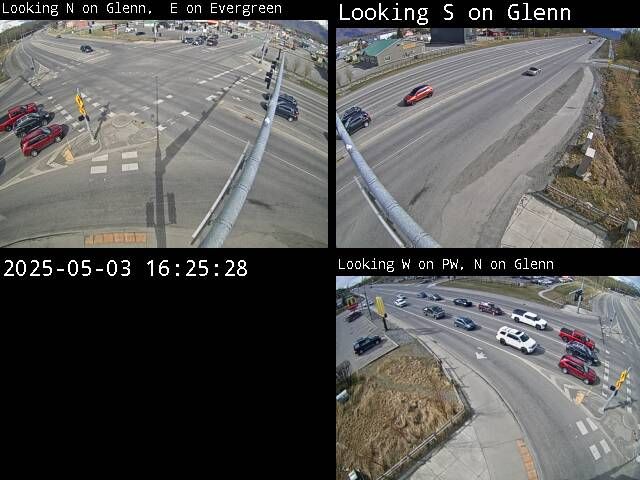 Looking N on Glenn, E on Evergreen
Looking S on Glenn
2025-05-03 16:25:28
Looking W on PW, N on Glenn